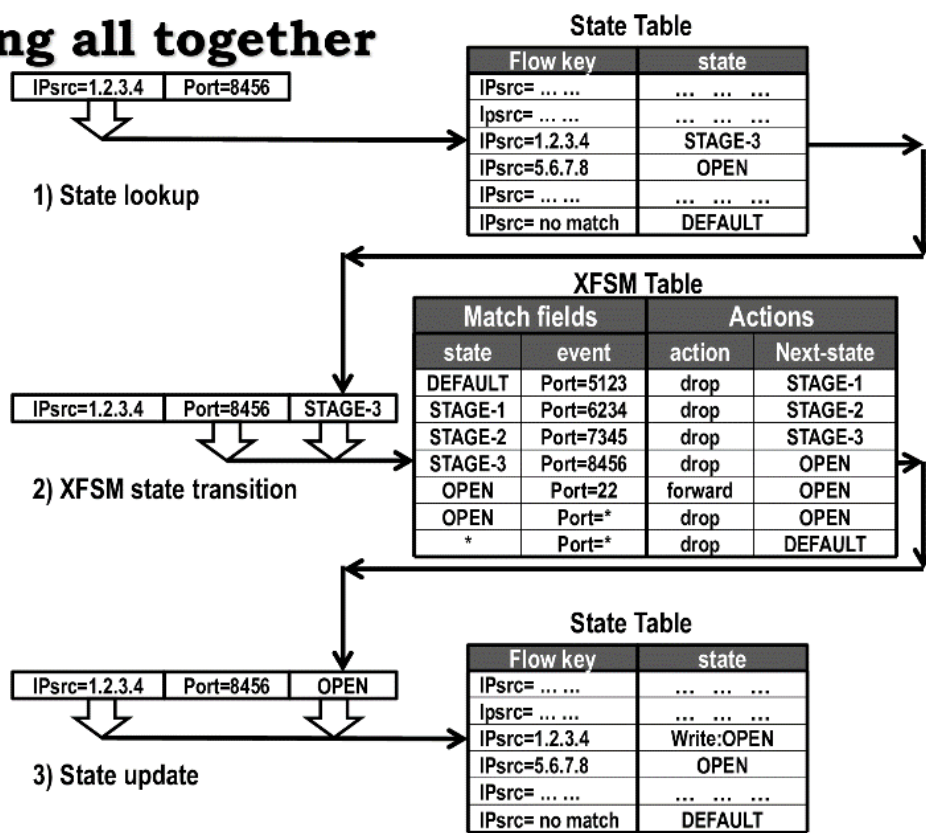 ng all together
State Table
IPsrc=1.2.3.4 Port=8456
Flow key state
IPsrc= ... ... ... ... ...
Ipsrc= ... ... ... ... ...
IPsrc=1.2.3.4 STAGE-3
IPsrc=5.6.7.8 OPEN
IPsrc= ... ... ... ... ...
IPsrc= no match DEFAULT
1) State lookup
XFSM Table
Match fields Actions
state event action Next-state
DEFAULT Port=5123 drop STAGE-1
STAGE-1 Port=6234 drop STAGE-2
STAGE-2 Port=7345 drop STAGE-3
STAGE-3 Port=8456 drop OPEN
OPEN Port=22 forward OPEN
OPEN Port=* drop OPEN
* Port=* drop DEFAULT
IPsrc=1.2.3.4 Port=8456 STAGE-3
2) XFSM state transition
State Table
Flow key state
IPsrc= ... ... ... ... ...
Ipsrc= ... ... ... ... ...
IPsrc=1.2.3.4 Write:OPEN
IPsrc=5.6.7.8 OPEN
IPsrc= ... ... ... ... ...
IPsrc= no match DEFAULT
IPsrc=1.2.3.4 Port=8456 OPEN
3) State update